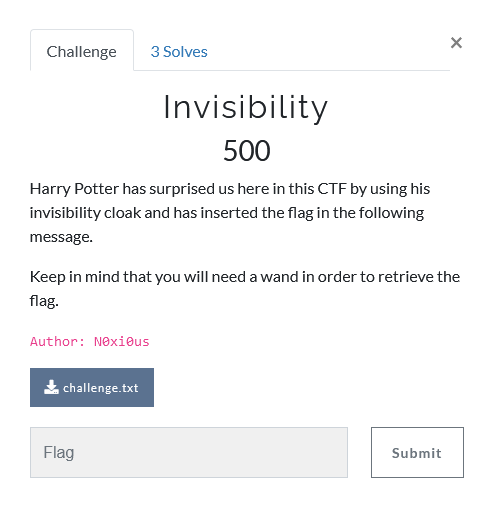 Challenge
3 Solves
×
Invisibility
500
Harry Potter has surprised us here in this CTF by using his
invisibility cloak and has inserted the flag in the following
message.
Keep in mind that you will need a wand in order to retrieve the
flag.
Author: N0xi0us
challenge.txt
Flag
Submit